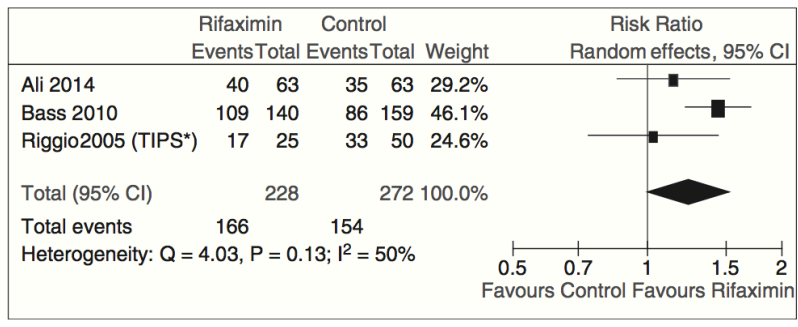 Rifaximin Control Risk Ratio
Events Total Events Total Weight Random effects, 95% CI
Ali 2014 40 63 35 63 29.2%
Bass 2010 109 140 86 159 46.1%
Riggio2005 (TIPS*) 17 25 33 50 24.6%
Total (95% CI) 228 272 100.0%
Total events 166 154
Heterogeneity: Q = 4.03, P = 0.13; I² = 50%
0.5 0.7 1 1.5 2
Favours Control Favours Rifaximin